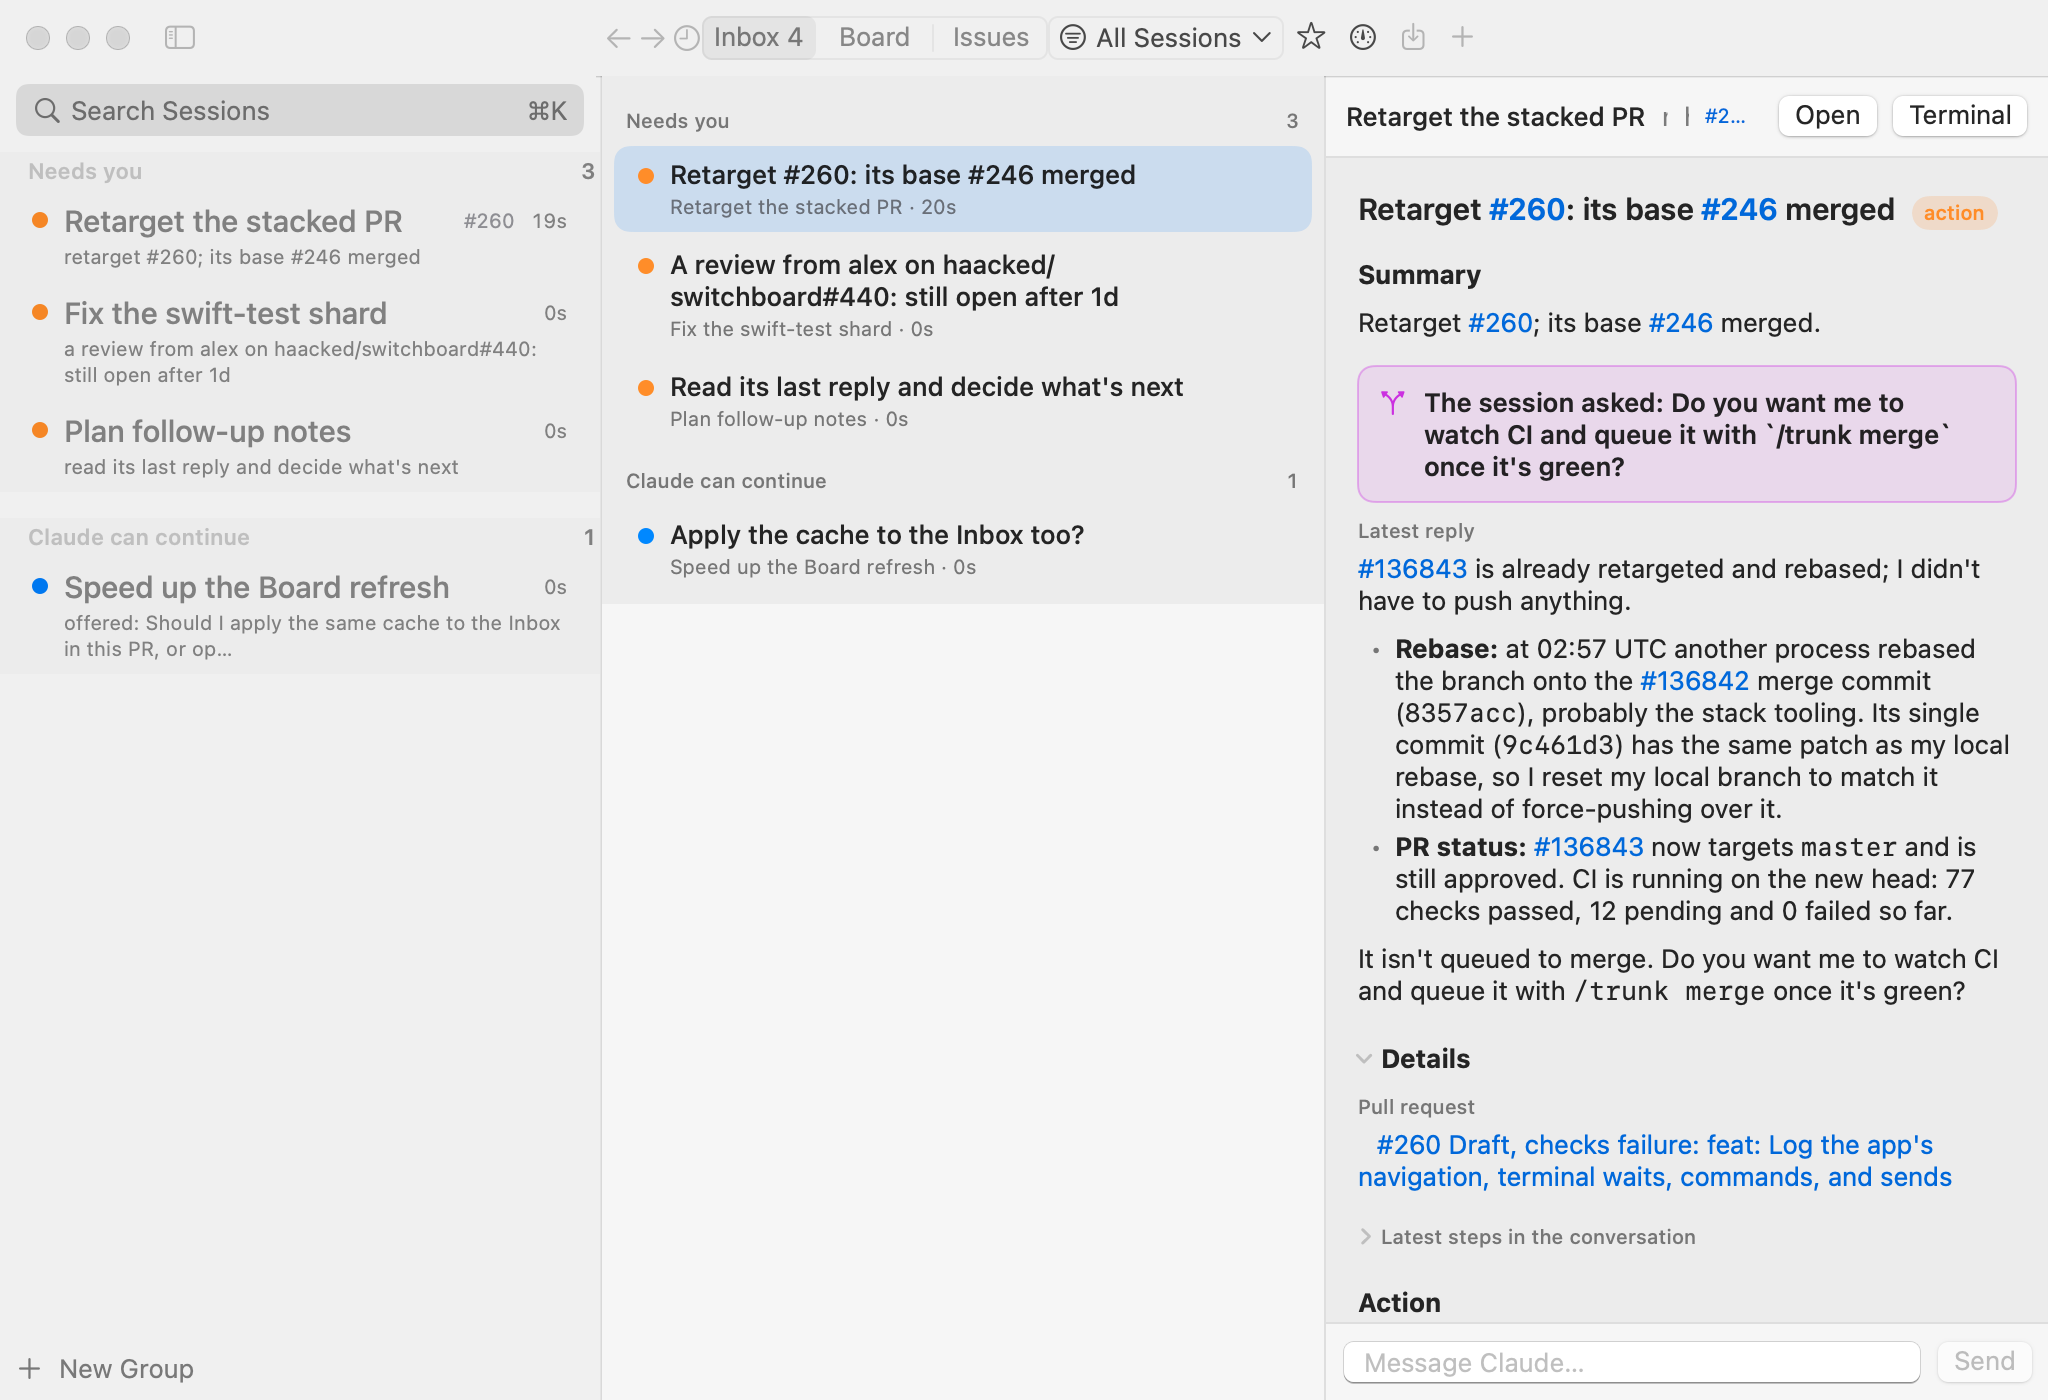 Inbox 4
Board
Issues
All Sessions
Search Sessions
⌘K
Needs you
3
Retarget the stacked PR
#260
19s
retarget #260; its base #246 merged
Fix the swift-test shard
0s
a review from alex on haacked/switchboard#440:
still open after 1d
Plan follow-up notes
0s
read its last reply and decide what's next
Claude can continue
1
Speed up the Board refresh
0s
offered: Should I apply the same cache to the Inbox
in this PR, or op...
New Group
Needs you
3
Retarget #260: its base #246 merged
Retarget the stacked PR · 20s
A review from alex on haacked/
switchboard#440: still open after 1d
Fix the swift-test shard · 0s
Read its last reply and decide what's next
Plan follow-up notes · 0s
Claude can continue
1
Apply the cache to the Inbox too?
Speed up the Board refresh · 0s
Retarget the stacked PR
#2...
Open
Terminal
Retarget #260: its base #246 merged
action
Summary
Retarget #260; its base #246 merged.
The session asked: Do you want me to
watch CI and queue it with `/trunk merge`
once it's green?
Latest reply
#136843 is already retargeted and rebased; I didn't
have to push anything.
• Rebase: at 02:57 UTC another process rebased
the branch onto the #136842 merge commit
(8357acc), probably the stack tooling. Its single
commit (9c461d3) has the same patch as my local
rebase, so I reset my local branch to match it
instead of force-pushing over it.
• PR status: #136843 now targets master and is
still approved. CI is running on the new head: 77
checks passed, 12 pending and 0 failed so far.
It isn't queued to merge. Do you want me to watch CI
and queue it with /trunk merge once it's green?
Details
Pull request
#260 Draft, checks failure: feat: Log the app's
navigation, terminal waits, commands, and sends
Latest steps in the conversation
Action
Message Claude...
Send